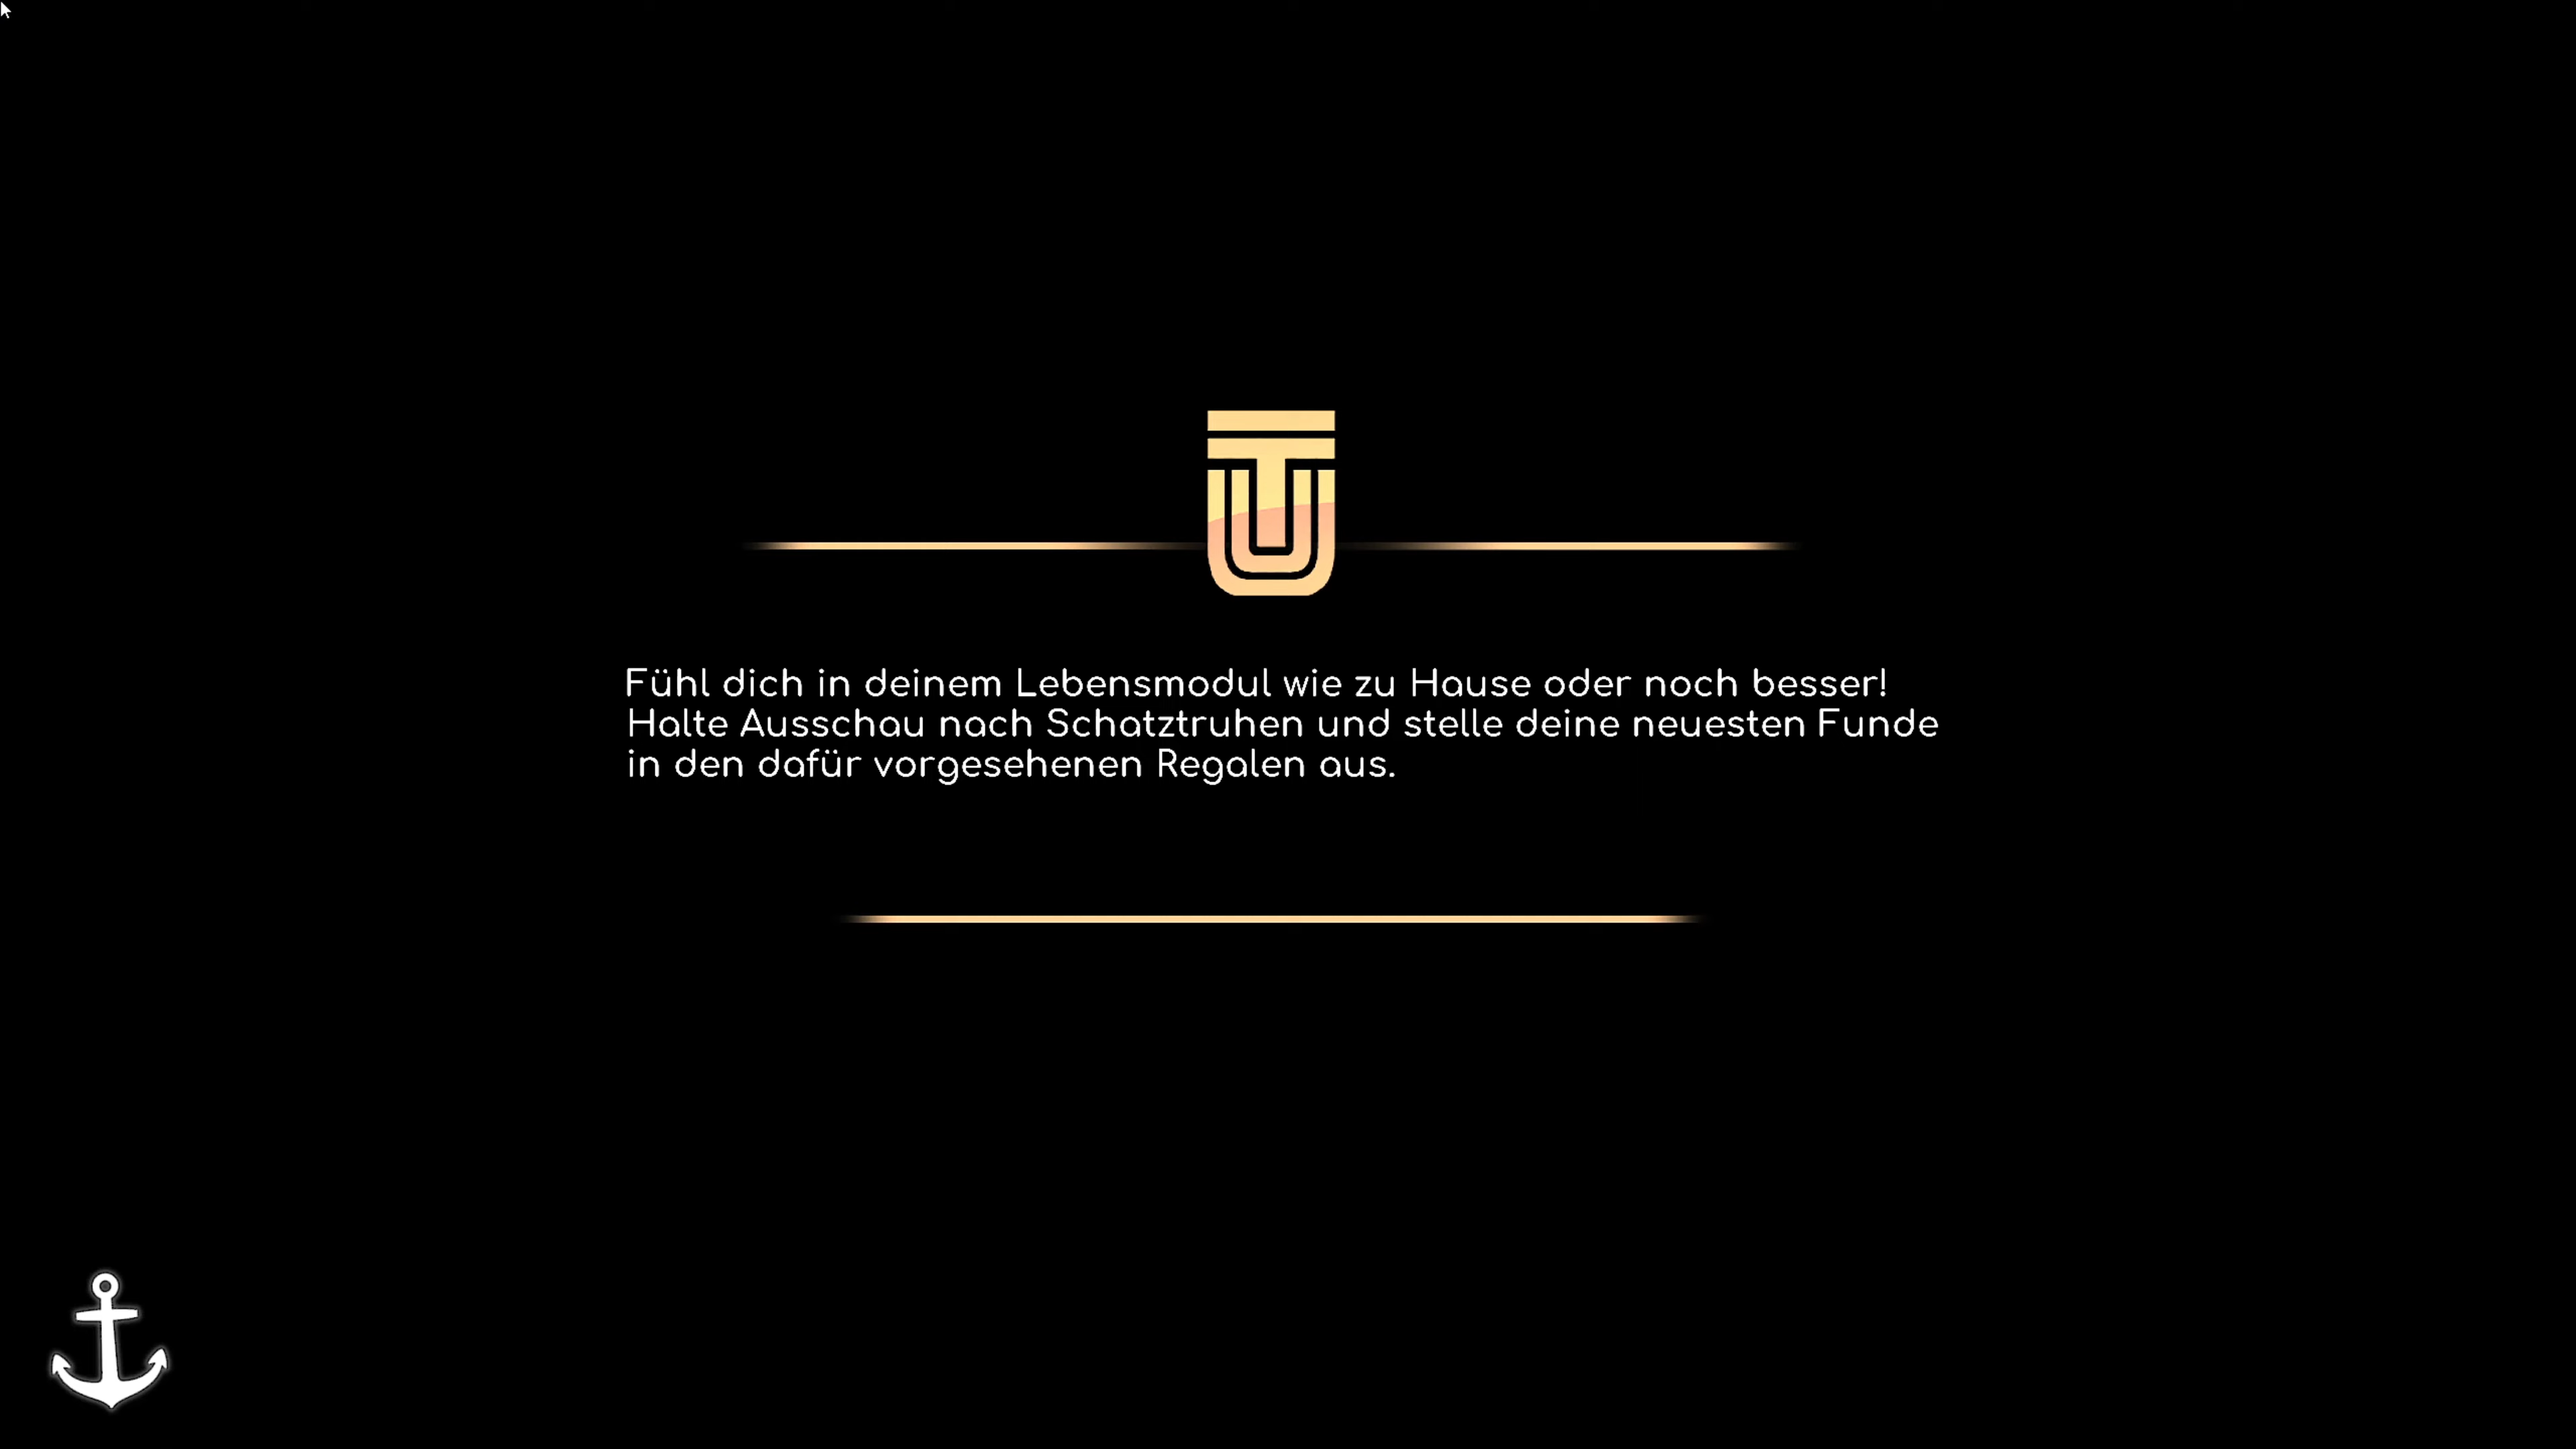 Fühl dich in deinem Lebensmodul wie zu Hause oder noch besser!
Halte Ausschau nach Schatztruhen und stelle deine neuesten Funde
in den dafür vorgesehenen Regalen aus.